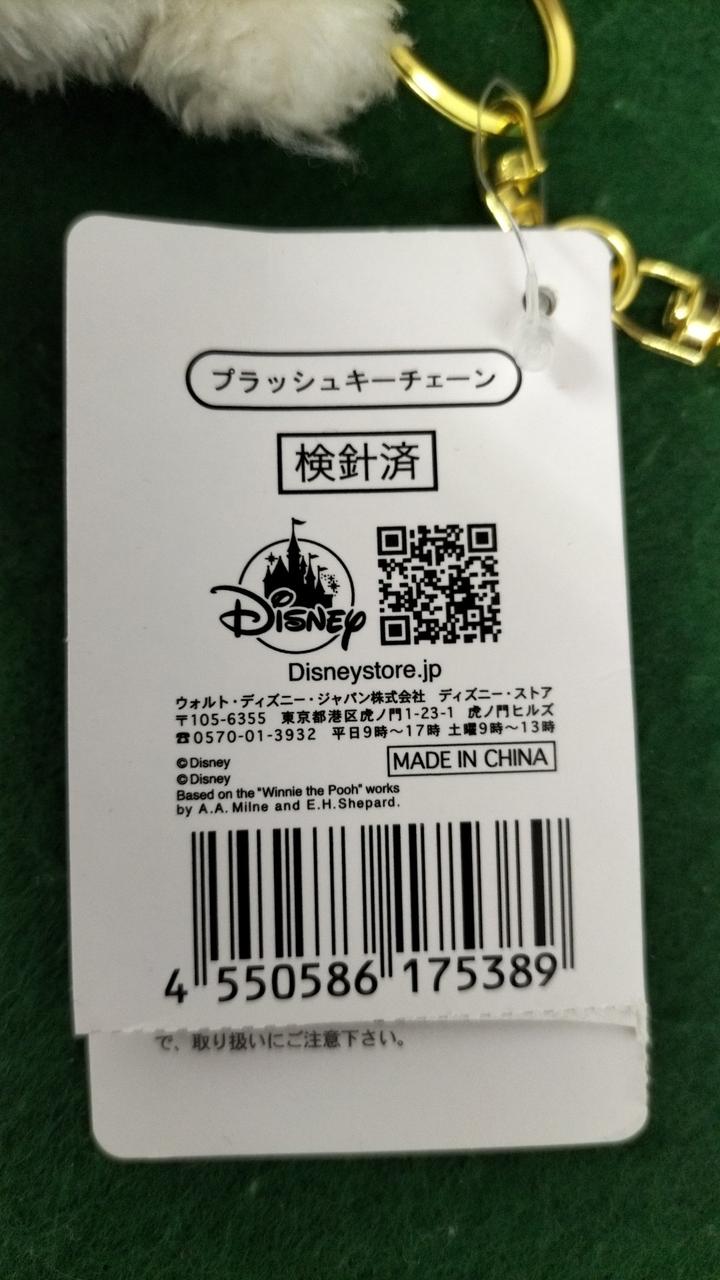 プラッシュキーチェーン
検針済
Disney
Disneystore.jp
ウォルト・ディズニー・ジャパン株式会社 ディズニー・ストア
〒105-6355 東京都港区虎ノ門1-23-1 虎ノ門ヒルズ
☎0570-01-3932 平日9時～17時 土曜9時～13時
©Disney
©Disney
MADE IN CHINA
Based on the "Winnie the Pooh" works
by A.A. Milne and E.H.Shepard.
4 550586 175389
で、取り扱いにご注意下さい。